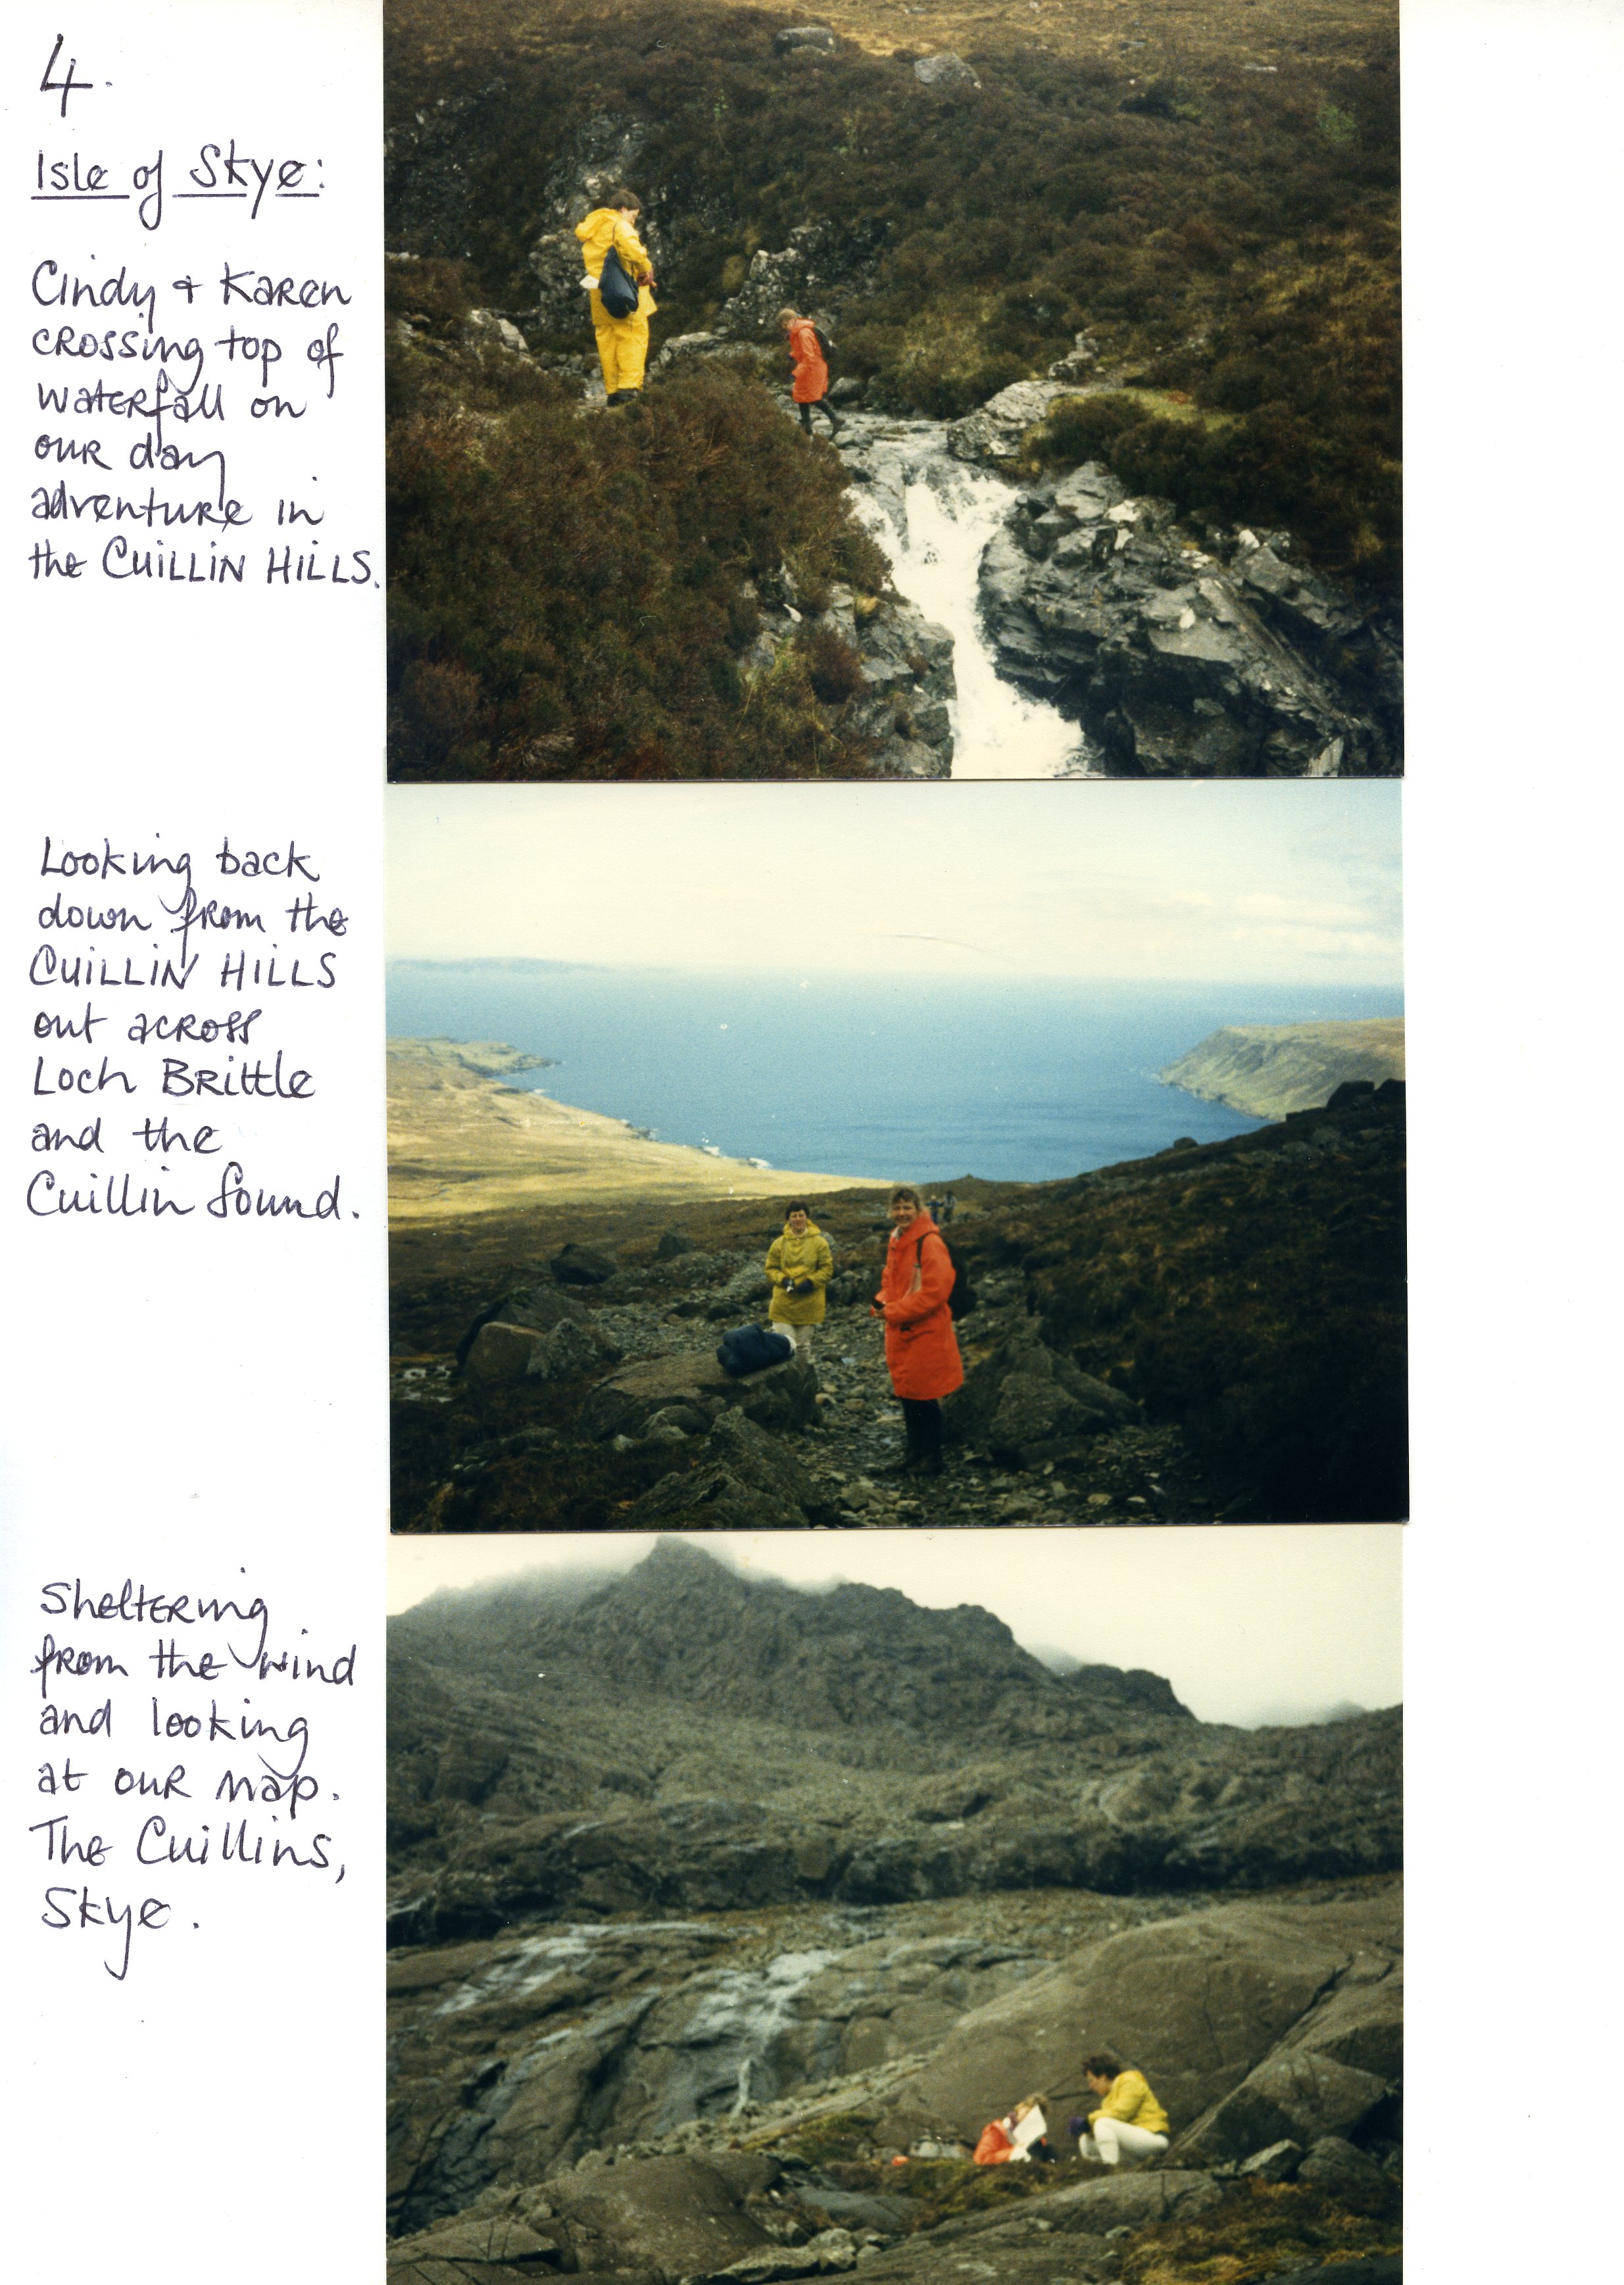 4.
Isle of Skye:
Cindy + Karen
crossing top of
waterfall on
our day
adventure in
the CUILLIN HILLS.
Looking back
down from the
CUILLIN HILLS
out across
Loch Brittle
and the
Cuillin Sound.
Sheltering
from the wind
and looking
at our map.
The Cuillins,
Skye.